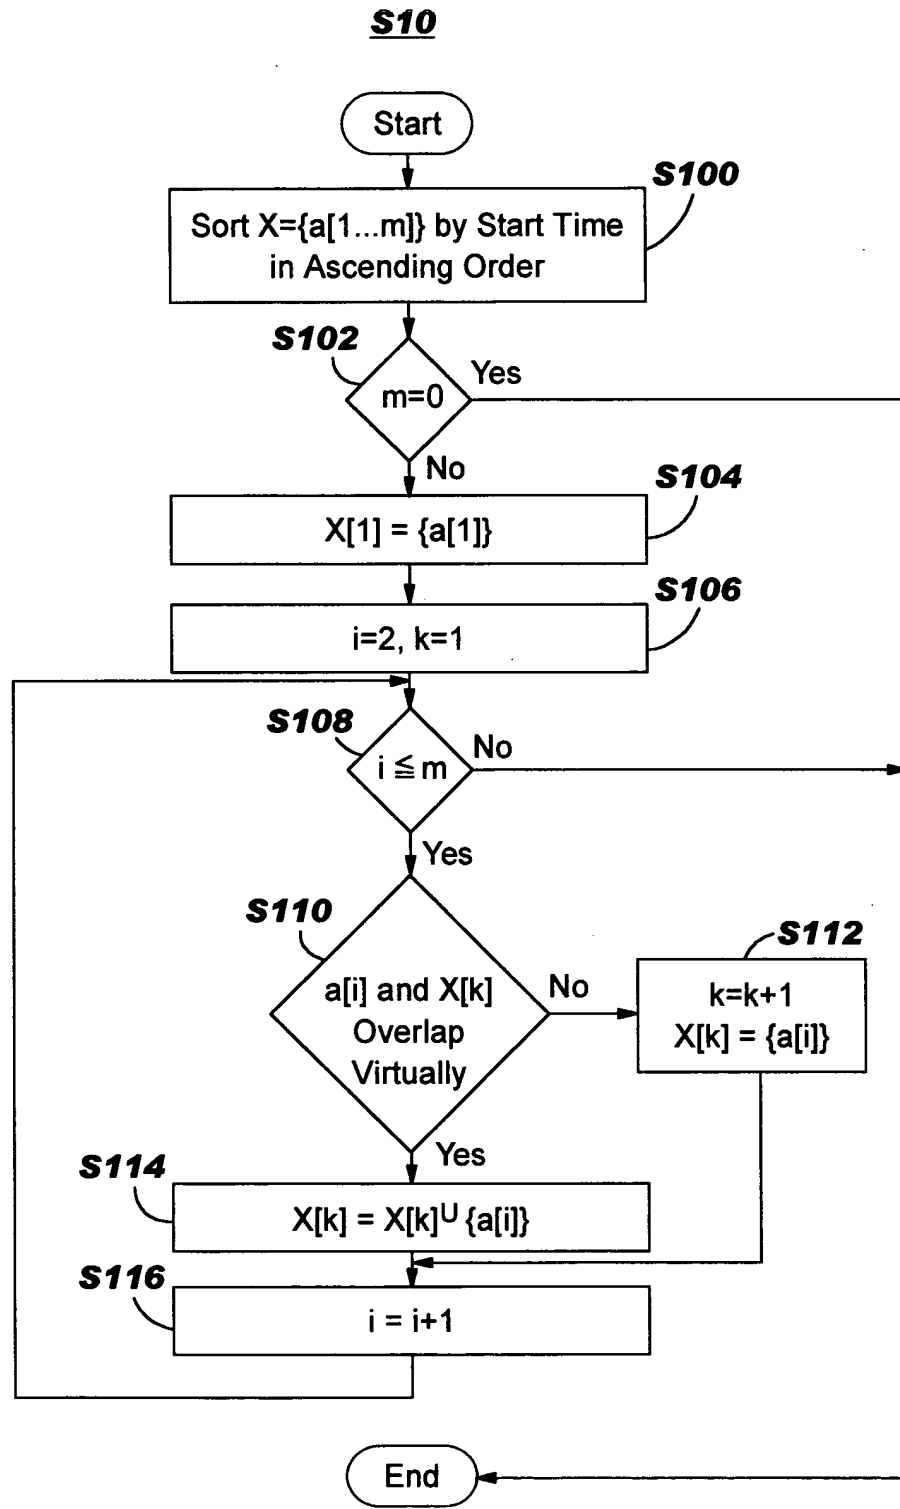 S10
Start
S100
Sort X={a[1...m]} by Start Time
in Ascending Order
S102
m=0
Yes
No
S104
X[1] = {a[1]}
S106
i=2, k=1
S108
i ≦ m
No
Yes
S110
a[i] and X[k]
Overlap
Virtually
No
S112
k=k+1
X[k] = {a[i]}
Yes
S114
X[k] = X[k]ᑌ {a[i]}
S116
i = i+1
End